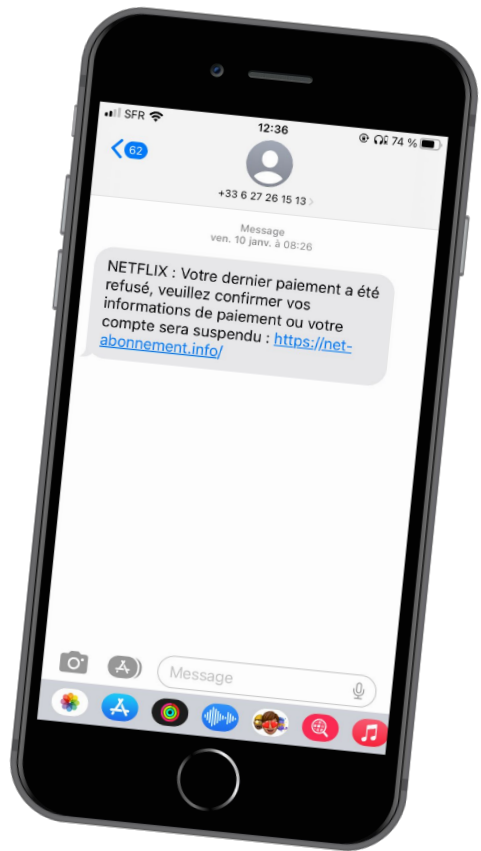 SFR
12:36
74 %
62
+33 6 27 26 15 13
Message
ven. 10 janv. à 08:26
NETFLIX : Votre dernier paiement a été
refusé, veuillez confirmer vos
informations de paiement ou votre
compte sera suspendu : https://net-
abonnement.info/
Message